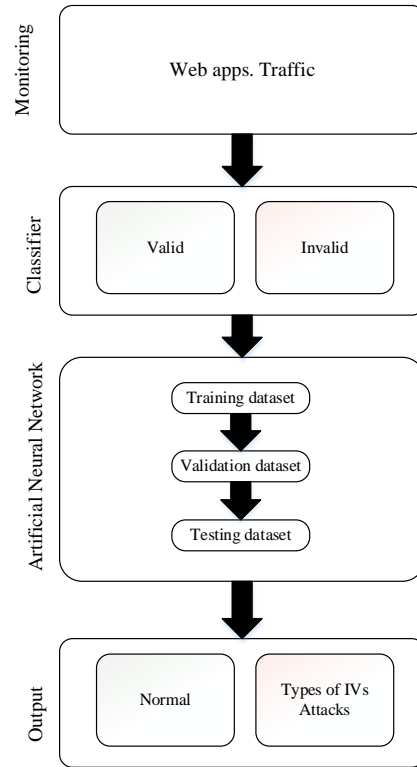 Monitoring
Web apps. Traffic
Classifier
Valid
Invalid
Artificial Neural Network
Training dataset
Validation dataset
Testing dataset
Output
Normal
Types of IVs
Attacks